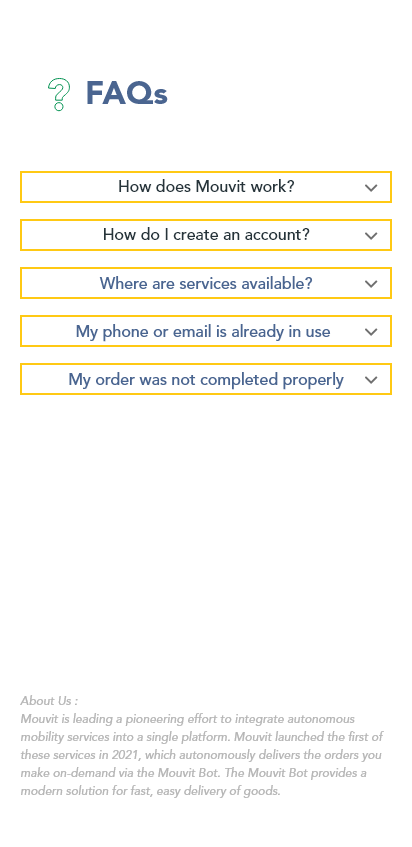 FAQs
How does Mouvit work?
How do I create an account?
Where are services available?
My phone or email is already in use
My order was not completed properly
About Us :
Mouvit is leading a pioneering effort to integrate autonomous
mobility services into a single platform. Mouvit launched the first of
these services in 2021, which autonomously delivers the orders you
make on-demand via the Mouvit Bot. The Mouvit Bot provides a
modern solution for fast, easy delivery of goods.